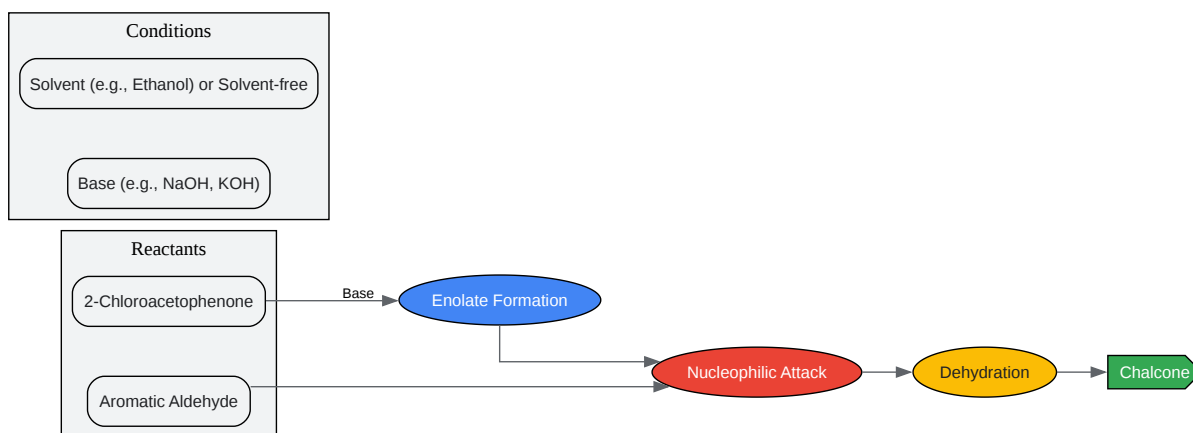 Conditions
Solvent (e.g., Ethanol) or Solvent-free
Base (e.g., NaOH, KOH)
Reactants
2-Chloroacetophenone
Base
Enolate Formation
Aromatic Aldehyde
Nucleophilic Attack
Dehydration
Chalcone